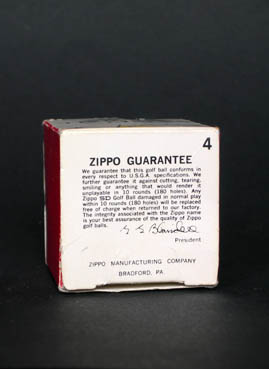 4
ZIPPO GUARANTEE
We guarantee that this golf ball conforms in
every respect to U.S.G.A. specifications. We
further guarantee it against cutting, tearing,
smiling or anything that would render it
unplayable in 10 rounds (180 holes). Any
Zippo SD Golf Ball damaged in normal play
within 10 rounds (180 holes) will be replaced
free of charge when returned to our factory.
The integrity associated with the Zippo name
is your best assurance of the quality of Zippo
golf balls.
President
ZIPPO MANUFACTURING COMPANY
BRADFORD, PA.